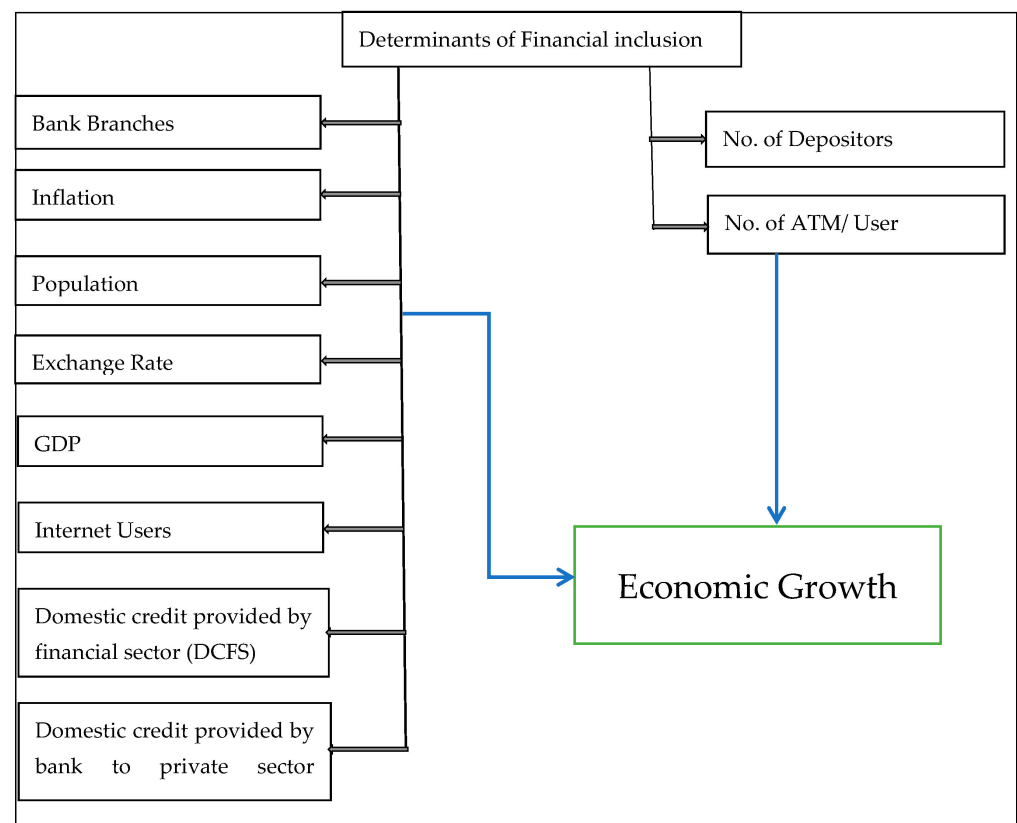 Determinants of Financial inclusion
Bank Branches
No. of Depositors
Inflation
No. of ATM/ User
Population
Exchange Rate
GDP
Internet Users
Economic Growth
Domestic credit provided by
financial sector (DCFS)
Domestic credit provided by
bank to private sector